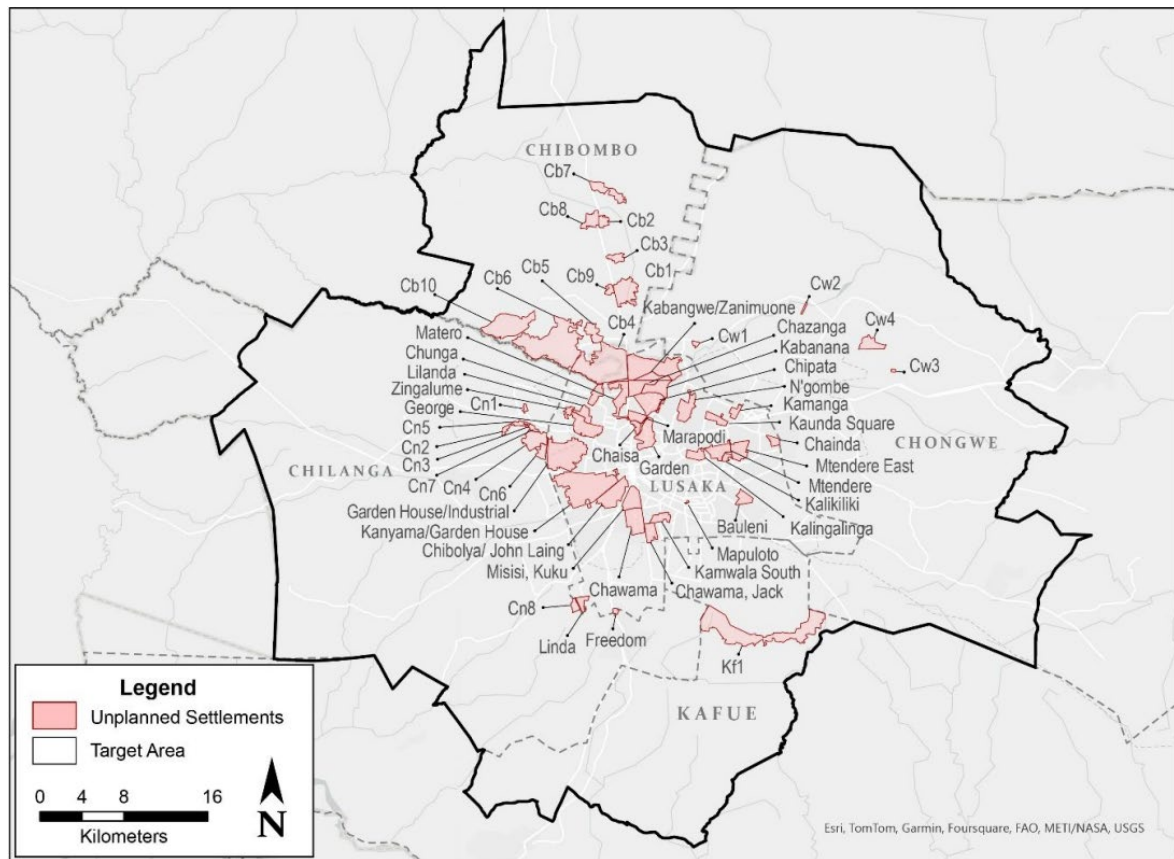 CHIBOMBO
Cb7
Cb8
Cb2
Cb3
Cb5
Cb6
Cb9
Cb1
Cb10
Cw2
Kabangwe/Zanimuone
Cb4
Cw4
Matero
Cw1
Chazanga
Chunga
Kabanana
Lilanda
Chipata
Cw3
Zingalume
N'gombe
George
Cn1
Kamanga
Cn5
Kaunda Square
Cn2
Marapodi
Chainda
CHONGWE
Cn3
Chaisa
Garden
Mtendere East
CHILANGA
Cn7
Cn4
Cn6
LUSAKA
Mtendere
Garden House/Industrial
Kalikiliki
Kanyama/Garden House
Bauleni
Kalingalinga
Chibolya/ John Laing
Mapuloto
Misisi, Kuku
Kamwala South
Chawama
Chawama, Jack
Cn8
Linda
Freedom
Kf1
KAFUE
Legend
Unplanned Settlements
Target Area
0 4 8 16
Kilometers
N
Esri, TomTom, Garmin, Foursquare, FAO, METI/NASA, USGS